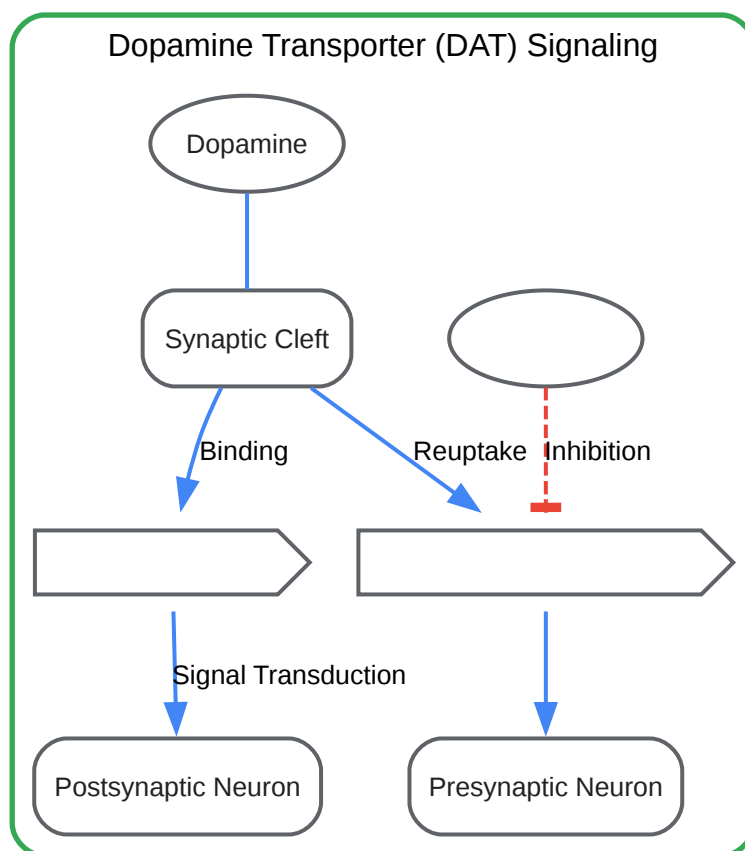 Dopamine Transporter (DAT) Signaling
Dopamine
Synaptic Cleft
Binding
Reuptake
Inhibition
Signal Transduction
Postsynaptic Neuron
Presynaptic Neuron